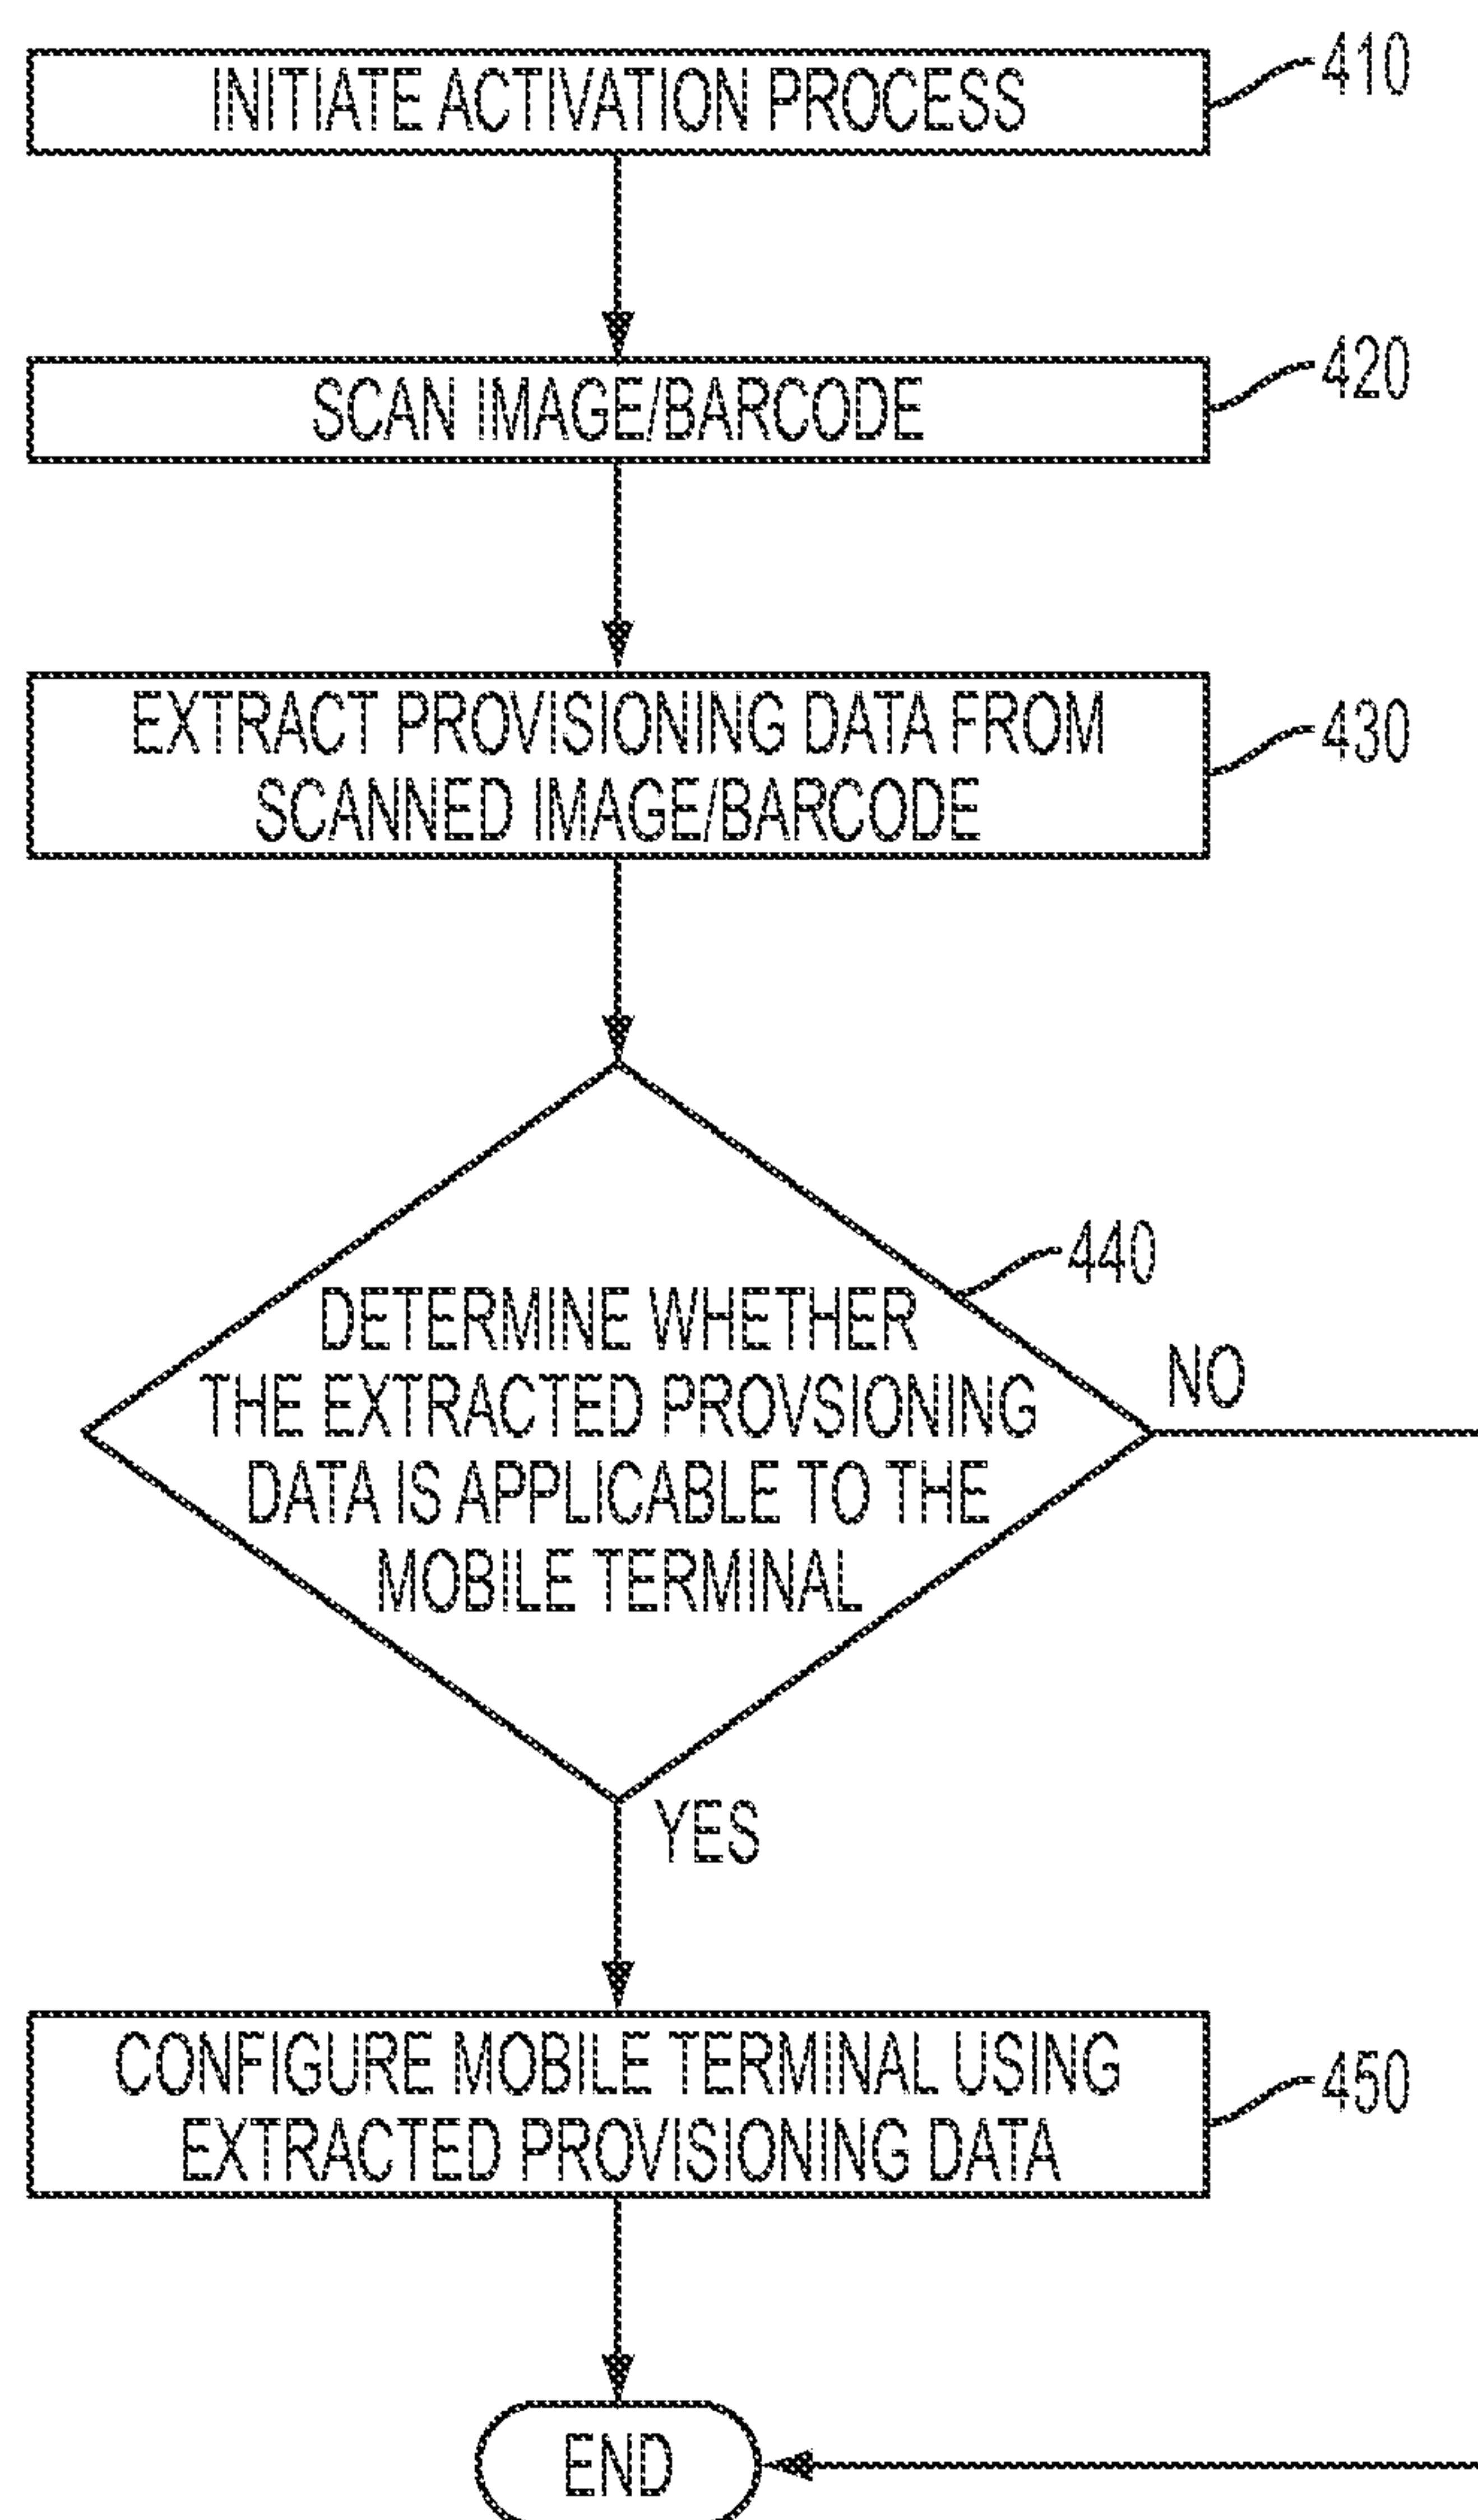 INITIATE ACTIVATION PROCESS
410
SCAN IMAGE/BARCODE
420
EXTRACT PROVISIONING DATA FROM
SCANNED IMAGE/BARCODE
430
440
DETERMINE WHETHER
THE EXTRACTED PROVSIONING
DATA IS APPLICABLE TO THE
MOBILE TERMINAL
NO
YES
CONFIGURE MOBILE TERMINAL USING
EXTRACTED PROVISIONING DATA
450
END